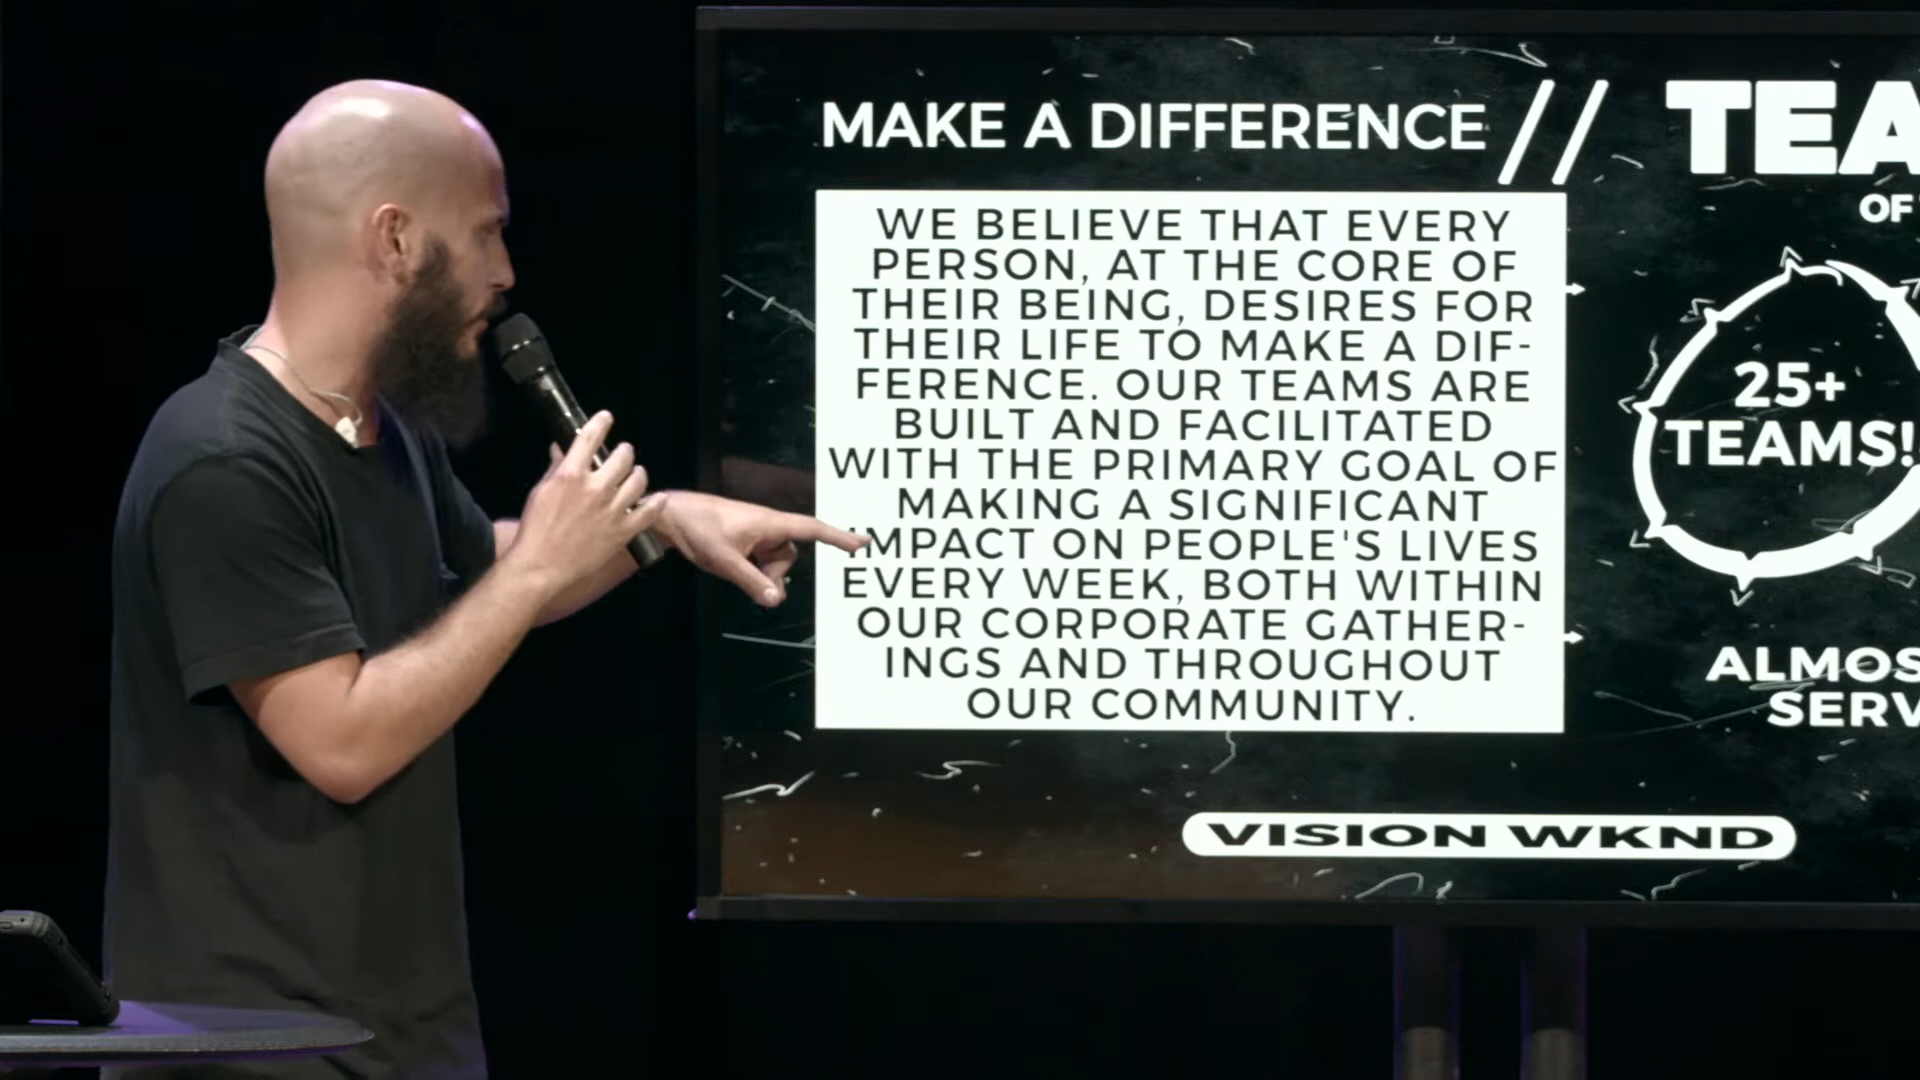 MAKE A DIFFERENCE //
WE BELIEVE THAT EVERY
PERSON, AT THE CORE OF
THEIR BEING, DESIRES FOR
THEIR LIFE TO MAKE A DIF-
FERENCE. OUR TEAMS ARE
BUILT AND FACILITATED
WITH THE PRIMARY GOAL OF
MAKING A SIGNIFICANT
IMPACT ON PEOPLE'S LIVES
EVERY WEEK, BOTH WITHIN
OUR CORPORATE GATHER-
INGS AND THROUGHOUT
OUR COMMUNITY.
OF
25+
TEAMS!
VISION WKND